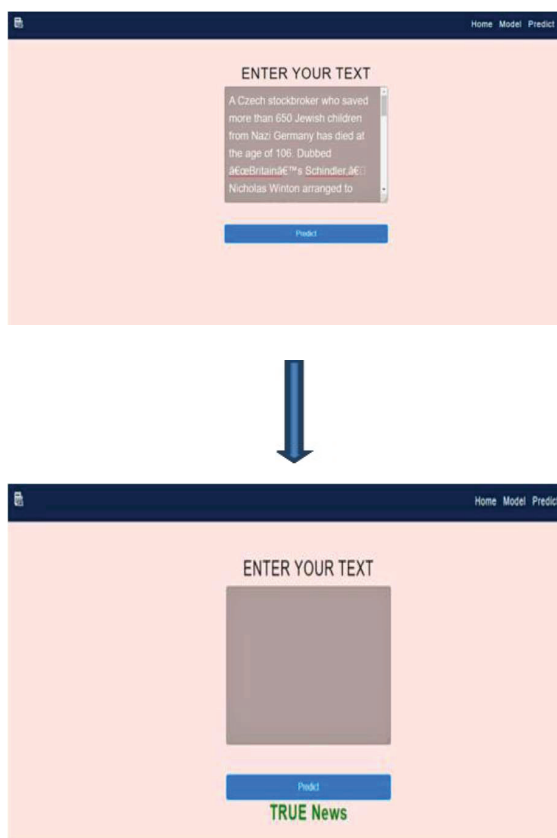 Home Model Predict
ENTER YOUR TEXT
A Czech stockbroker who saved
more than 650 Jewish children
from Nazi Germany has died at
the age of 106. Dubbed
â€œBritainâ€™s Schindler,â€□
Nicholas Winton arranged to
Predict
Home Model Predict
ENTER YOUR TEXT
Predict
TRUE News